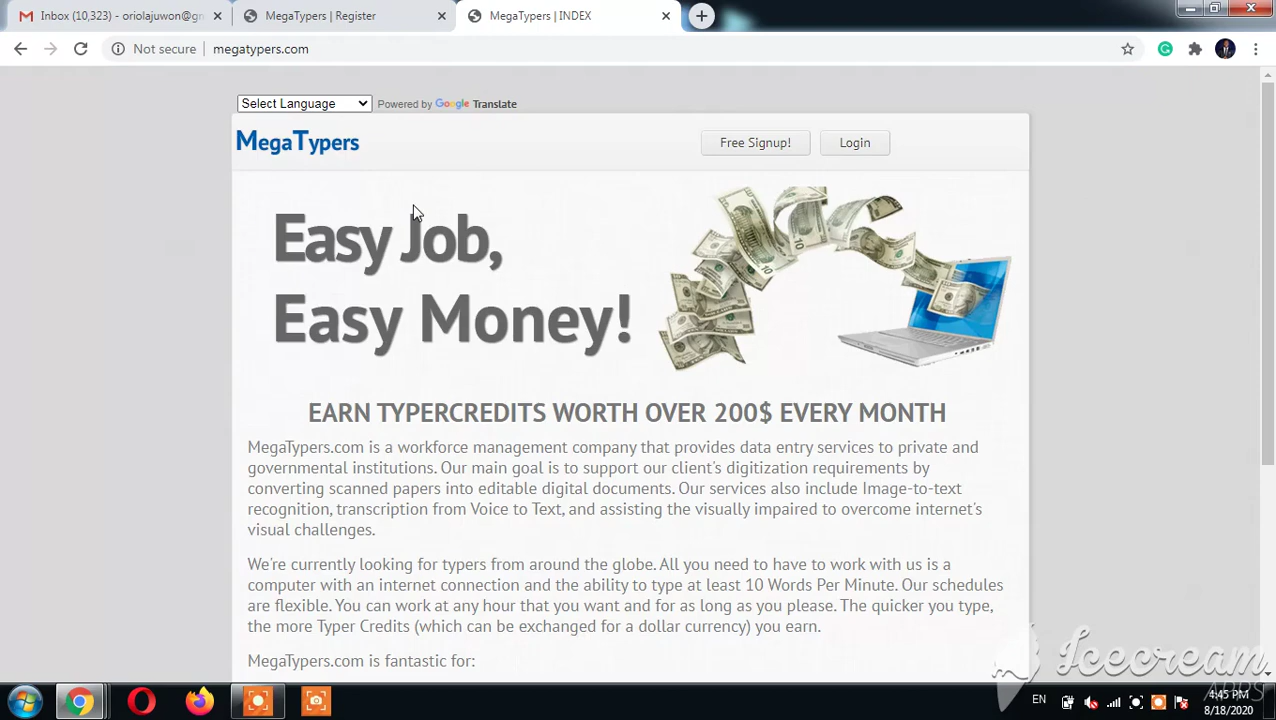 Inbox (10,323) - oriolajuwon@gn
MegaTypers | Register
MegaTypers | INDEX
Not secure
megatypers.com
Select Language
Powered by Google Translate
MegaTypers
Free Signup!
Login
Easy Job,
Easy Money!
EARN TYPERCREDITS WORTH OVER 200$ EVERY MONTH
MegaTypers.com is a workforce management company that provides data entry services to private and
governmental institutions. Our main goal is to support our client's digitization requirements by
converting scanned papers into editable digital documents. Our services also include Image-to-text
recognition, transcription from Voice to Text, and assisting the visually impaired to overcome internet's
visual challenges.
We're currently looking for typers from around the globe. All you need to have to work with us is a
computer with an internet connection and the ability to type at least 10 Words Per Minute. Our schedules
are flexible. You can work at any hour that you want and for as long as you please. The quicker you type,
the more Typer Credits (which can be exchanged for a dollar currency) you earn.
MegaTypers.com is fantastic for:
Icecream
APPS
EN
4:45 PM
8/18/2020